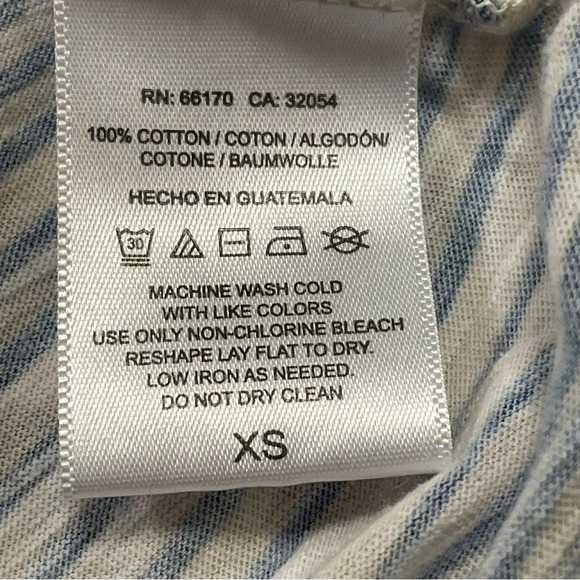 RN: 66170 CA: 32054
100% COTTON / COTON / ALGODÓN/
COTONE / BAUMWOLLE
HECHO EN GUATEMALA
30
MACHINE WASH COLD
WITH LIKE COLORS
USE ONLY NON-CHLORINE BLEACH
RESHAPE LAY FLAT TO DRY.
LOW IRON AS NEEDED.
DO NOT DRY CLEAN
XS